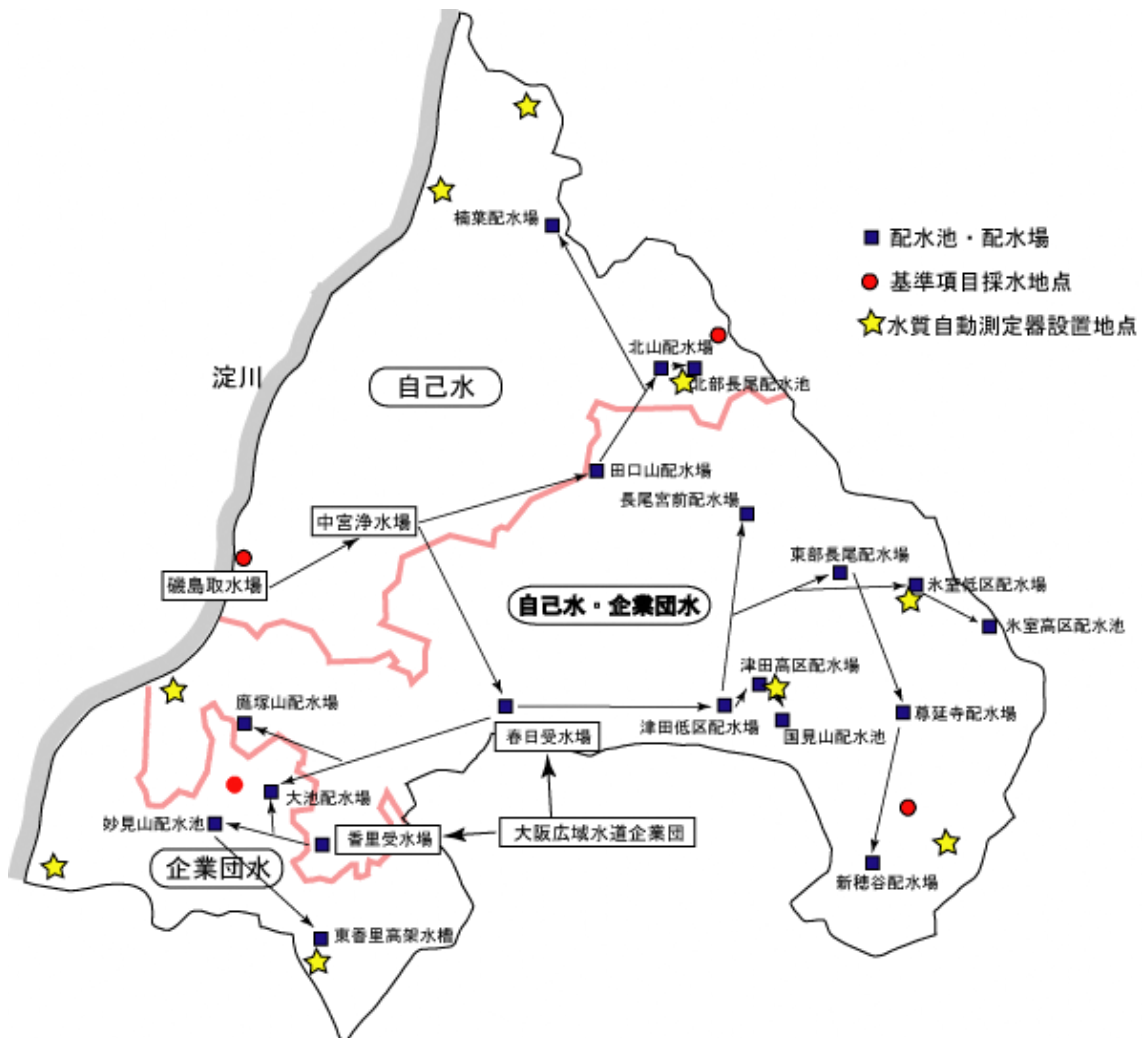 楠葉配水場
配水池・配水場
基準項目採水地点
水質自動測定器設置地点
北山配水場
淀川
自己水
北部長尾配水池
田口山配水場
長尾宮前配水場
中宮浄水場
東部長尾配水場
磯島取水場
氷室低区配水場
自己水・企業団水
氷室高区配水池
津田高区配水場
鷹塚山配水場
津田低区配水場
尊延寺配水場
春日受水場
国見山配水池
大池配水場
妙見山配水池
香里受水場
大阪広域水道企業団
企業団水
新穂谷配水場
東香里高架水槽